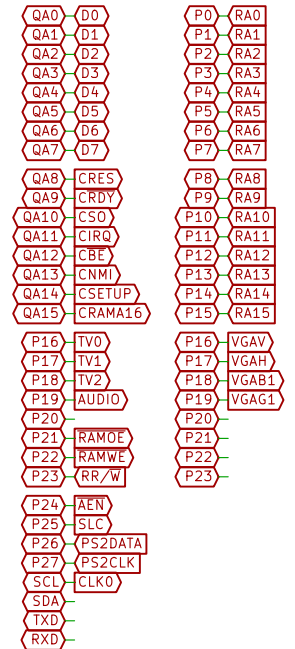 QA0 D0
QA1 D1
QA2 D2
QA3 D3
QA4 D4
QA5 D5
QA6 D6
QA7 D7
QA8 CRES
QA9 C̅R̅D̅Y̅
QA10 CSO
QA11 CIRQ
QA12 CB̅E̅
QA13 CNMI
QA14 CSETUP
QA15 CRAMA16
P16 TV0
P17 TV1
P18 TV2
P19 AUDIO
P20
P21 R̅A̅M̅O̅E̅
P22 R̅A̅M̅W̅E̅
P23 RR/W̅
P24 A̅E̅N̅
P25 SLC
P26 PS2DATA
P27 PS2CLK
SCL CLK0
SDA
TXD
RXD
P0 RA0
P1 RA1
P2 RA2
P3 RA3
P4 RA4
P5 RA5
P6 RA6
P7 RA7
P8 RA8
P9 RA9
P10 RA10
P11 RA11
P12 RA12
P13 RA13
P14 RA14
P15 RA15
P16 VGAV
P17 VGAH
P18 VGAB1
P19 VGAG1
P20
P21
P22
P23